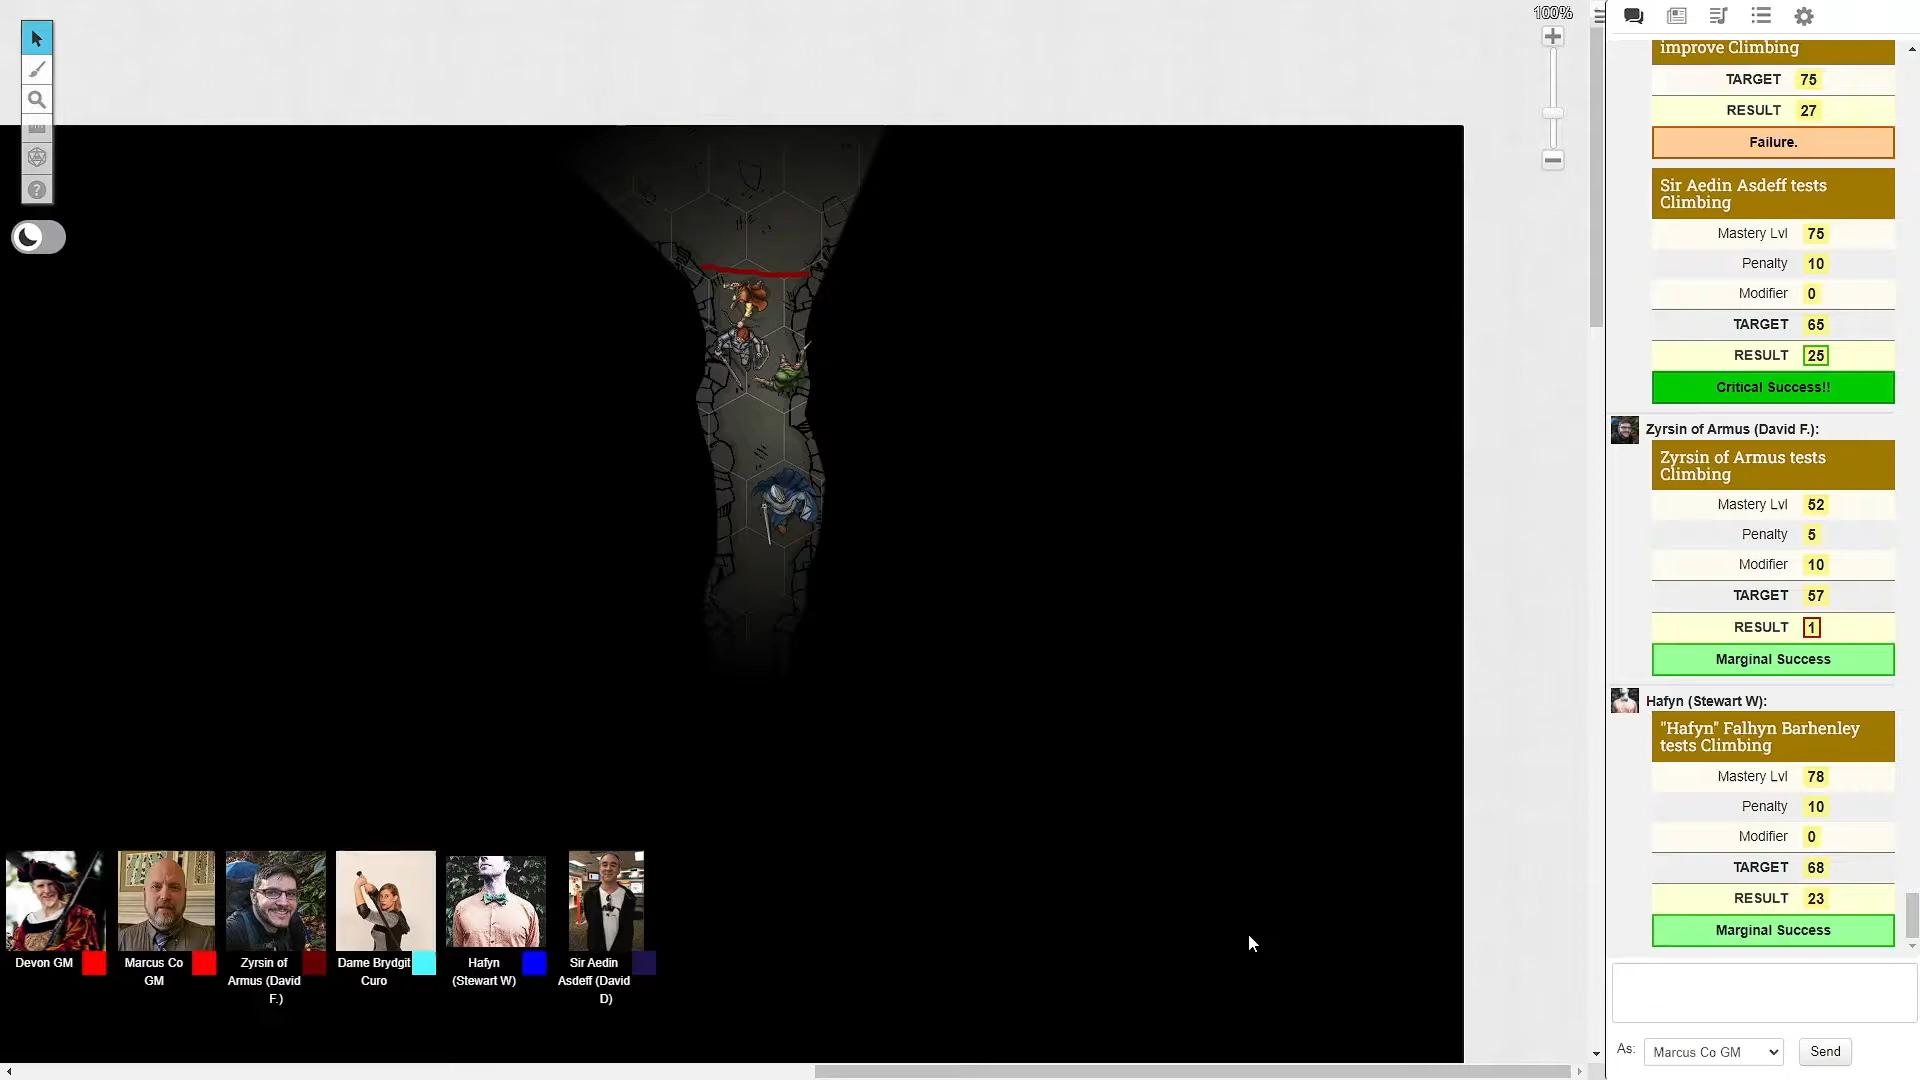 100%
improve Climbing
TARGET 75
RESULT 27
Failure.
Sir Aedin Asdeff tests
Climbing
Mastery Lvl 75
Penalty 10
Modifier 0
TARGET 65
RESULT 25
Critical Success!!
Zyrsin of Armus (David F.):
Zyrsin of Armus tests
Climbing
Mastery Lvl 52
Penalty 5
Modifier 10
TARGET 57
RESULT 1
Marginal Success
Hafyn (Stewart W):
"Hafyn" Falhyn Barhenley
tests Climbing
Mastery Lvl 78
Penalty 10
Modifier 0
TARGET 68
RESULT 23
Marginal Success
Devon GM
Marcus Co
GM
Zyrsin of
Armus (David
F.)
Dame Brydgit
Curo
Hafyn
(Stewart W)
Sir Aedin
Asdeff (David
D)
As: Marcus Co GM Send